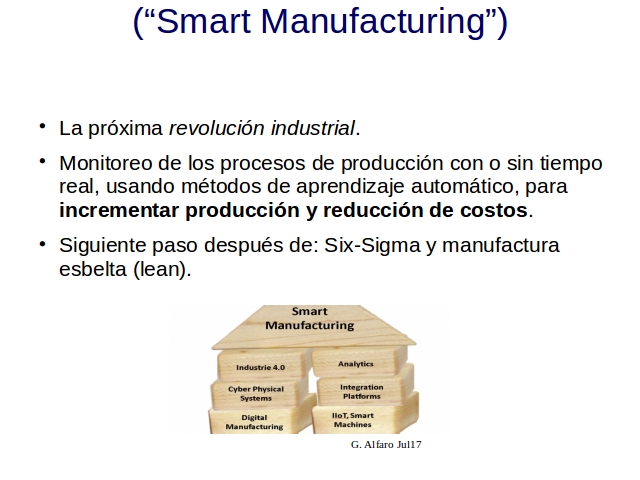 (“Smart Manufacturing”)
• La próxima revolución industrial.
• Monitoreo de los procesos de producción con o sin tiempo
real, usando métodos de aprendizaje automático, para
incrementar producción y reducción de costos.
• Siguiente paso después de: Six-Sigma y manufactura
esbelta (lean).
Smart
Manufacturing
Industrie 4.0
Analytics
Cyber Physical
Systems
Integration
Platforms
Digital
Manufacturing
IIoT, Smart
Machines
G. Alfaro Jul17